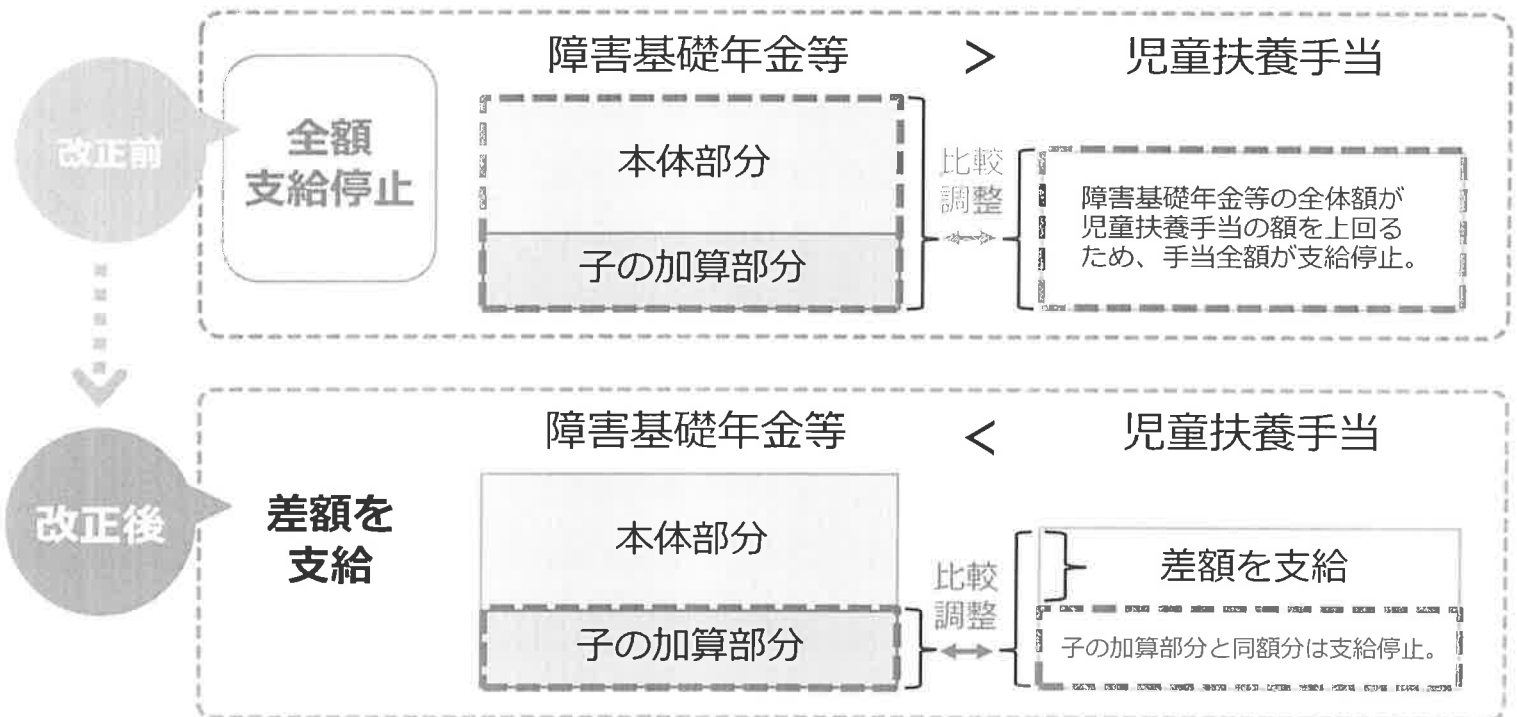 障害基礎年金等 > 児童扶養手当
改正前
全額
支給停止
本体部分
子の加算部分
比較
調整
障害基礎年金等の全体額が
児童扶養手当の額を上回る
ため、手当全額が支給停止。
障害基礎年金等 < 児童扶養手当
改正後
差額を
支給
本体部分
子の加算部分
比較
調整
差額を支給
子の加算部分と同額分は支給停止。